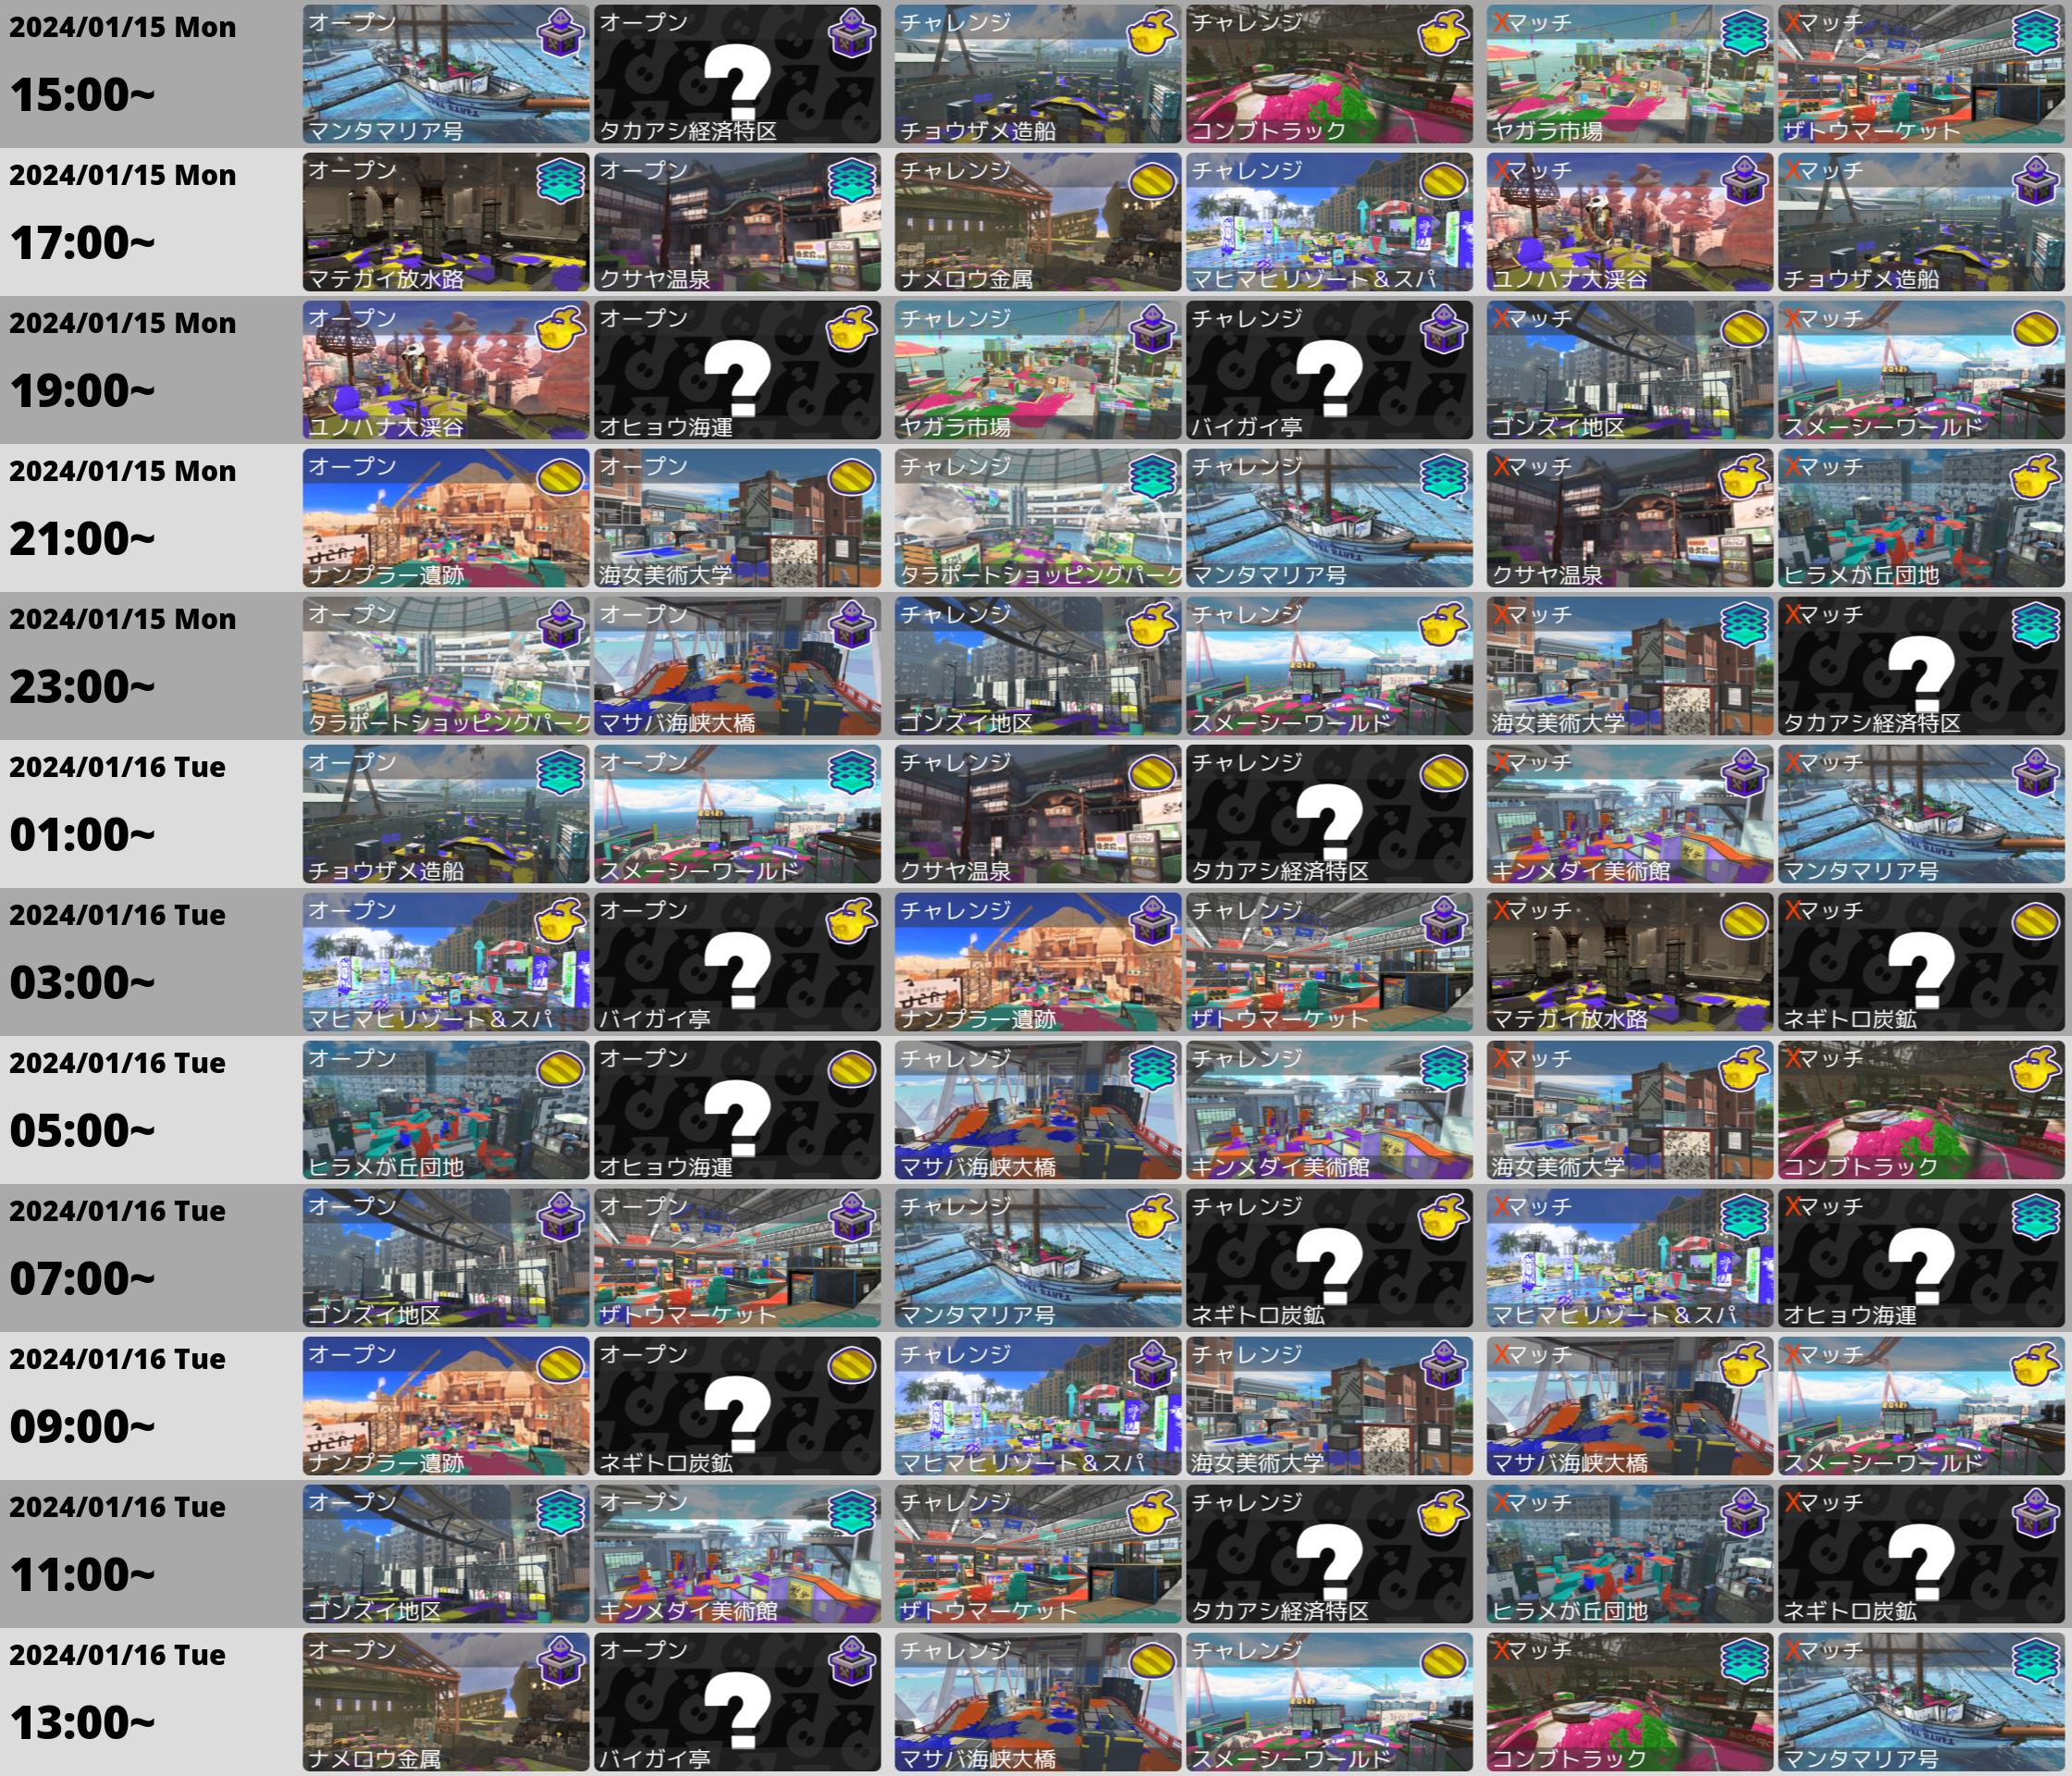 2024/01/15 Mon
15:00~
オープン オープン チャレンジ チャレンジ Xマッチ Xマッチ
マンタマリア号 タカアシ経済特区 チョウザメ造船 コンブトラック ヤガラ市場 ザトウマーケット
2024/01/15 Mon
17:00~
オープン オープン チャレンジ チャレンジ Xマッチ Xマッチ
マテガイ放水路 クサヤ温泉 ナメロウ金属 マヒマヒリゾート＆スパ ユノハナ大渓谷 チョウザメ造船
2024/01/15 Mon
19:00~
オープン オープン チャレンジ チャレンジ Xマッチ Xマッチ
ユノハナ大渓谷 オヒョウ海運 ヤガラ市場 バイガイ亭 ゴンズイ地区 スメーシーワールド
2024/01/15 Mon
21:00~
オープン オープン チャレンジ チャレンジ Xマッチ Xマッチ
ナンプラー遺跡 海女美術大学 タラポートショッピングパーク マンタマリア号 クサヤ温泉 ヒラメが丘団地
2024/01/15 Mon
23:00~
オープン オープン チャレンジ チャレンジ Xマッチ Xマッチ
タラポートショッピングパーク マサバ海峡大橋 ゴンズイ地区 スメーシーワールド 海女美術大学 タカアシ経済特区
2024/01/16 Tue
01:00~
オープン オープン チャレンジ チャレンジ Xマッチ Xマッチ
チョウザメ造船 スメーシーワールド クサヤ温泉 タカアシ経済特区 キンメダイ美術館 マンタマリア号
2024/01/16 Tue
03:00~
オープン オープン チャレンジ チャレンジ Xマッチ Xマッチ
マヒマヒリゾート＆スパ バイガイ亭 ナンプラー遺跡 ザトウマーケット マテガイ放水路 ネギトロ炭鉱
2024/01/16 Tue
05:00~
オープン オープン チャレンジ チャレンジ Xマッチ Xマッチ
ヒラメが丘団地 オヒョウ海運 マサバ海峡大橋 キンメダイ美術館 海女美術大学 コンブトラック
2024/01/16 Tue
07:00~
オープン オープン チャレンジ チャレンジ Xマッチ Xマッチ
ゴンズイ地区 ザトウマーケット マンタマリア号 ネギトロ炭鉱 マヒマヒリゾート＆スパ オヒョウ海運
2024/01/16 Tue
09:00~
オープン オープン チャレンジ チャレンジ Xマッチ Xマッチ
ナンプラー遺跡 ネギトロ炭鉱 マヒマヒリゾート＆スパ 海女美術大学 マサバ海峡大橋 スメーシーワールド
2024/01/16 Tue
11:00~
オープン オープン チャレンジ チャレンジ Xマッチ Xマッチ
ゴンズイ地区 キンメダイ美術館 ザトウマーケット タカアシ経済特区 ヒラメが丘団地 ネギトロ炭鉱
2024/01/16 Tue
13:00~
オープン オープン チャレンジ チャレンジ Xマッチ Xマッチ
ナメロウ金属 バイガイ亭 マサバ海峡大橋 スメーシーワールド コンブトラック マンタマリア号